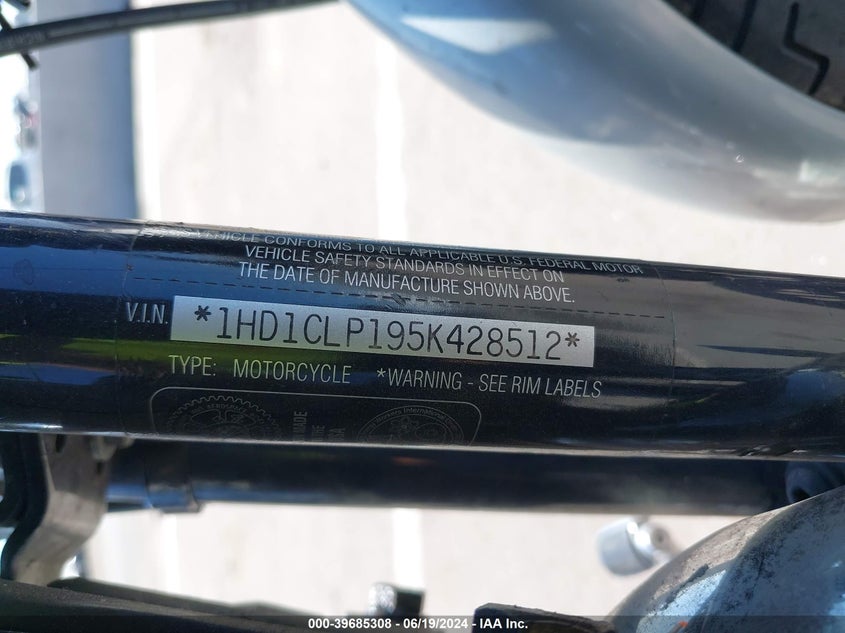 VEHICLE CONFORMS TO ALL APPLICABLE U.S. FEDERAL MOTOR
VEHICLE SAFETY STANDARDS IN EFFECT ON
THE DATE OF MANUFACTURE SHOWN ABOVE.
V.I.N. *1HD1CLP195K428512*
TYPE: MOTORCYCLE *WARNING - SEE RIM LABELS
MADE
000-39685308 - 06/19/2024 - IAA Inc.